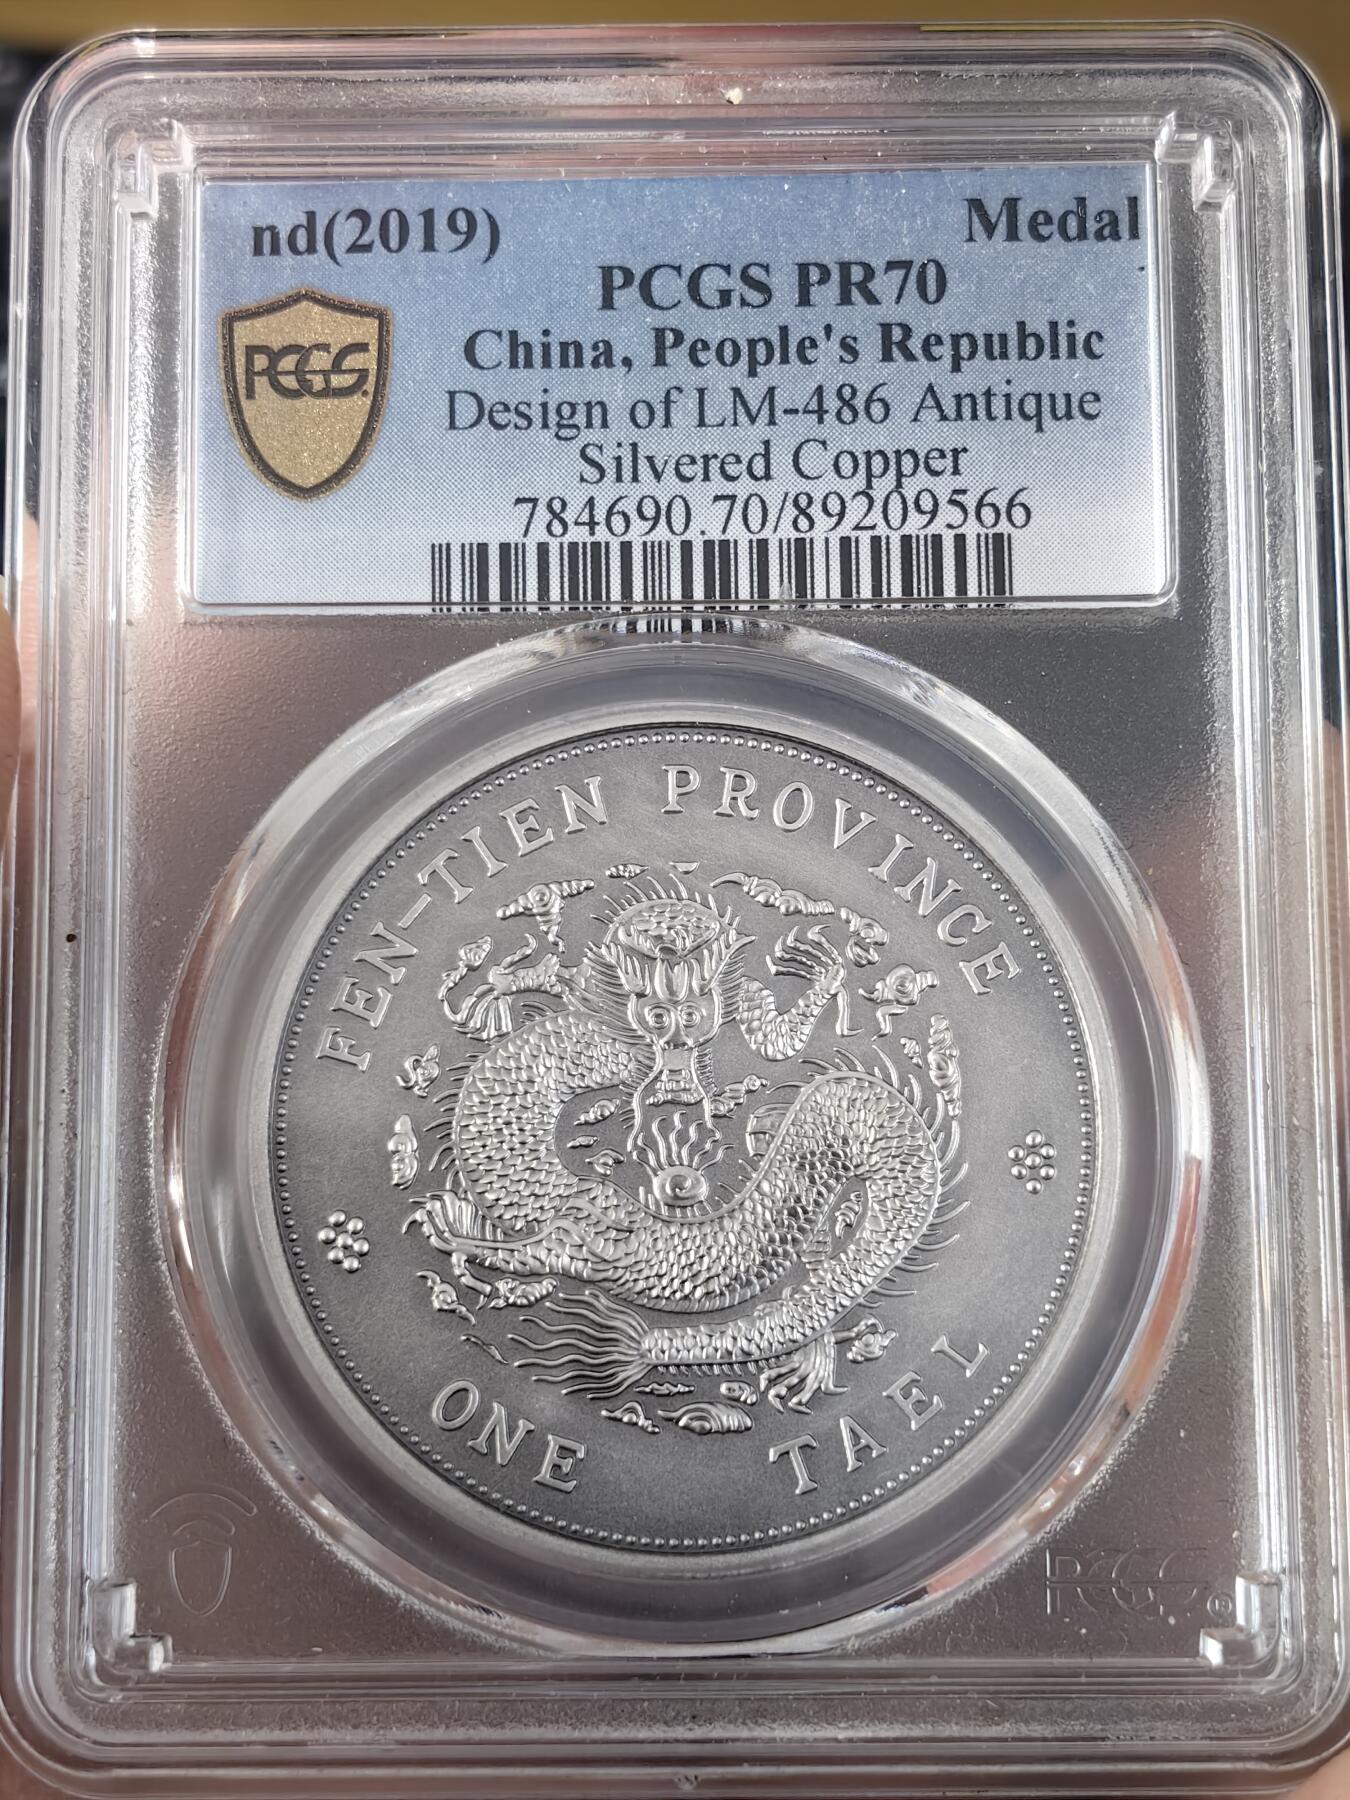 nd(2019) Medal
PCGS PR70
China, People's Republic
PCGS.
Design of LM-486 Antique
Silvered Copper
784690.70/89209566
FEN-TIEN PROVINCE
ONE TAEL
PCGS®